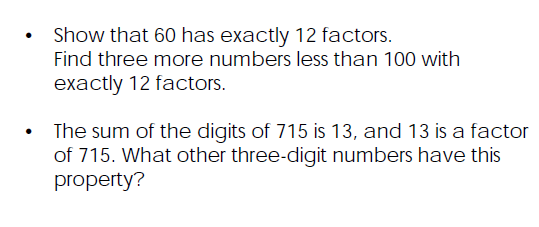 • Show that 60 has exactly 12 factors.
Find three more numbers less than 100 with
exactly 12 factors.
• The sum of the digits of 715 is 13, and 13 is a factor
of 715. What other three-digit numbers have this
property?